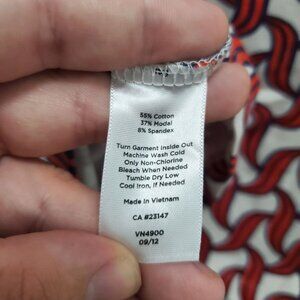 55% Cotton
37% Modal
8% Spandex
Turn Garment Inside Out
Machine Wash Cold
Only Non-Chlorine
Bleach When Needed
Tumble Dry Low
Cool Iron, If Needed
Made In Vietnam
CA #23147
VN4900
09/12